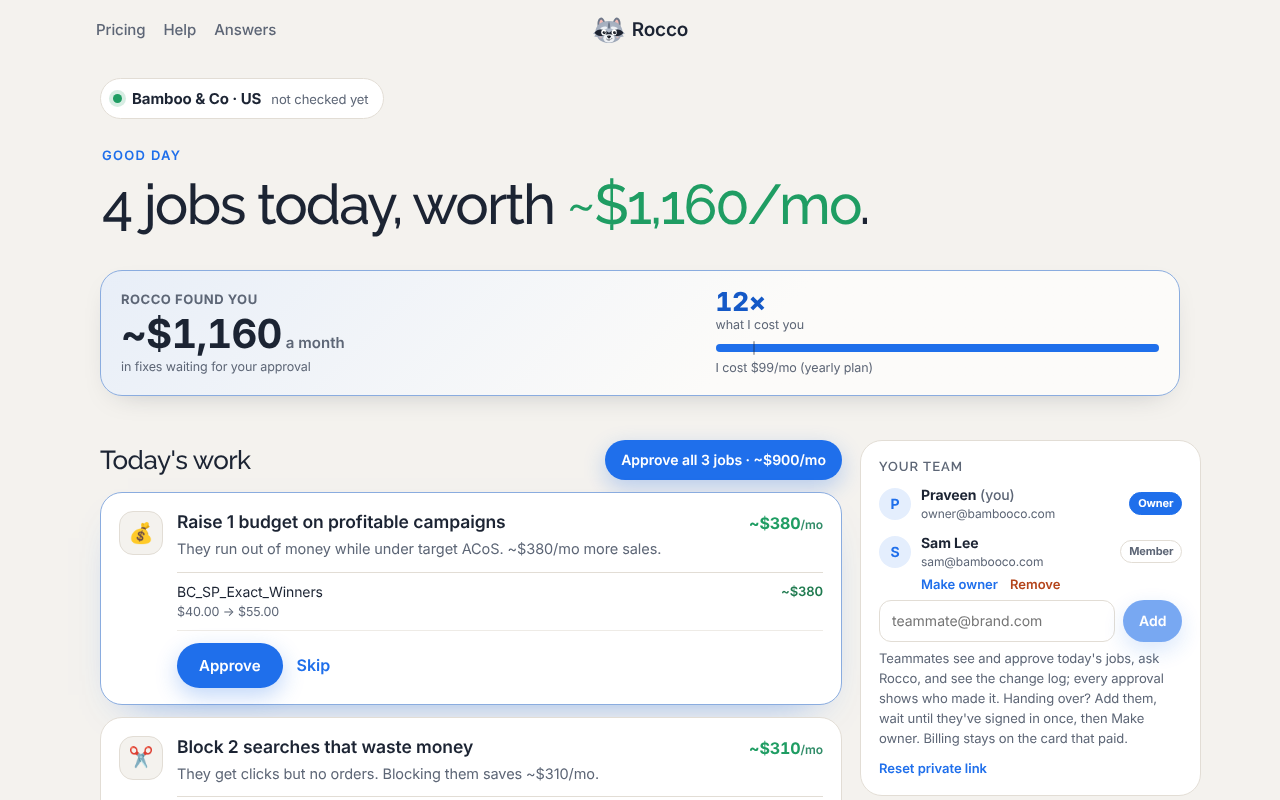 Pricing Help Answers
Rocco
Bamboo & Co · US not checked yet
GOOD DAY
4 jobs today, worth ~$1,160/mo.
ROCCO FOUND YOU
~$1,160 a month
in fixes waiting for your approval
12×
what I cost you
I cost $99/mo (yearly plan)
Today's work
Approve all 3 jobs · ~$900/mo
Raise 1 budget on profitable campaigns
~$380/mo
They run out of money while under target ACoS. ~$380/mo more sales.
BC_SP_Exact_Winners
~$380
$40.00 → $55.00
Approve
Skip
Block 2 searches that waste money
~$310/mo
They get clicks but no orders. Blocking them saves ~$310/mo.
YOUR TEAM
P
Praveen (you)
owner@bambooco.com
Owner
S
Sam Lee
sam@bambooco.com
Member
Make owner Remove
teammate@brand.com
Add
Teammates see and approve today's jobs, ask
Rocco, and see the change log; every approval
shows who made it. Handing over? Add them,
wait until they've signed in once, then Make
owner. Billing stays on the card that paid.
Reset private link